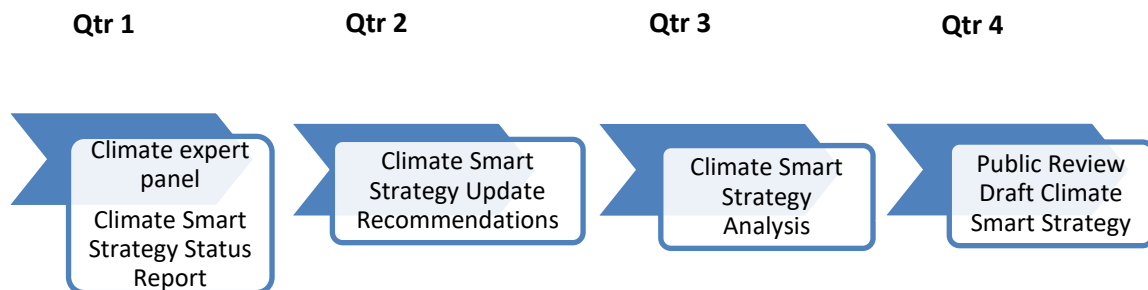 Qtr 1
Qtr 2
Qtr 3
Qtr 4
Climate expert
panel
Climate Smart
Strategy Status
Report
Climate Smart
Strategy Update
Recommendations
Climate Smart
Strategy
Analysis
Public Review
Draft Climate
Smart Strategy